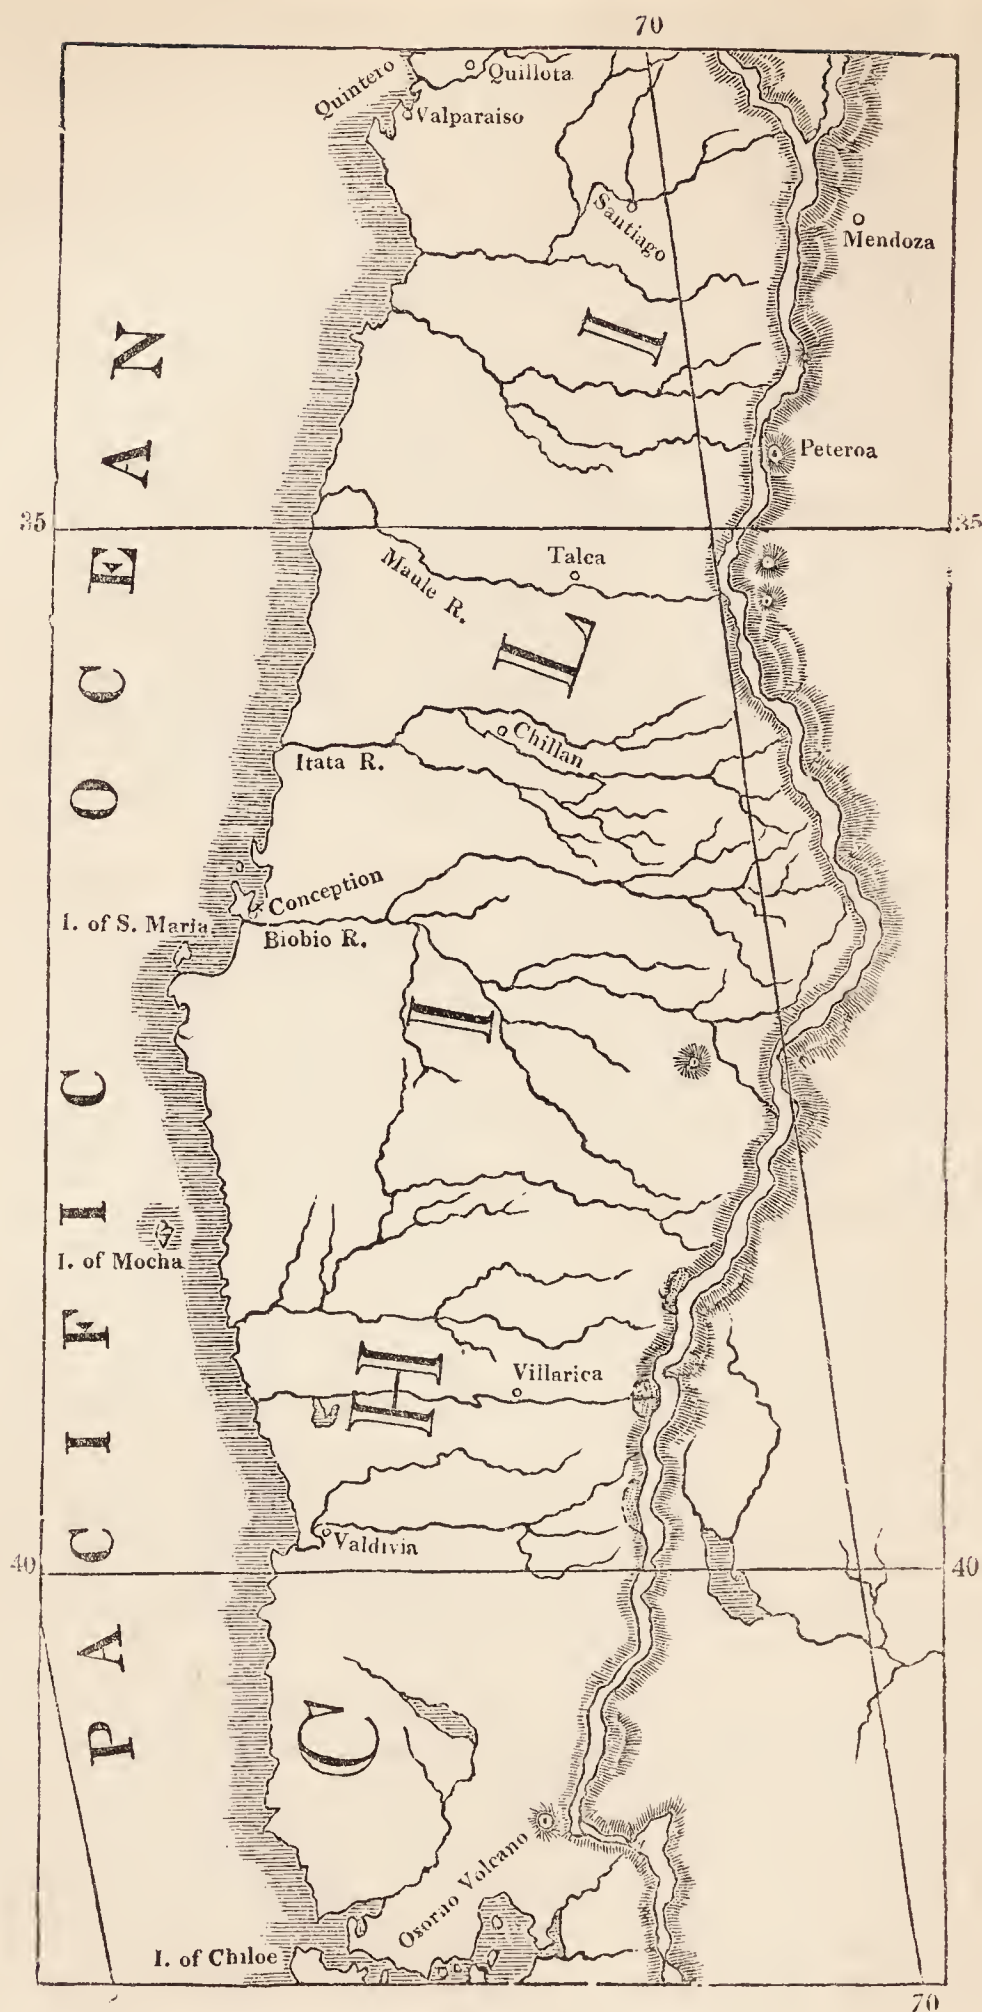 70
Quintero
Quillota
Valparaiso
Santiago
Mendoza
Peteroa
35
35
Talca
Maule R.
Chillan
Itata R.
Conception
I. of S. Maria
Biobio R.
I. of Mocha
Villarica
Valdivia
40
40
Osorno Volcano
I. of Chiloe
70
PACIFIC OCEAN
CHILI